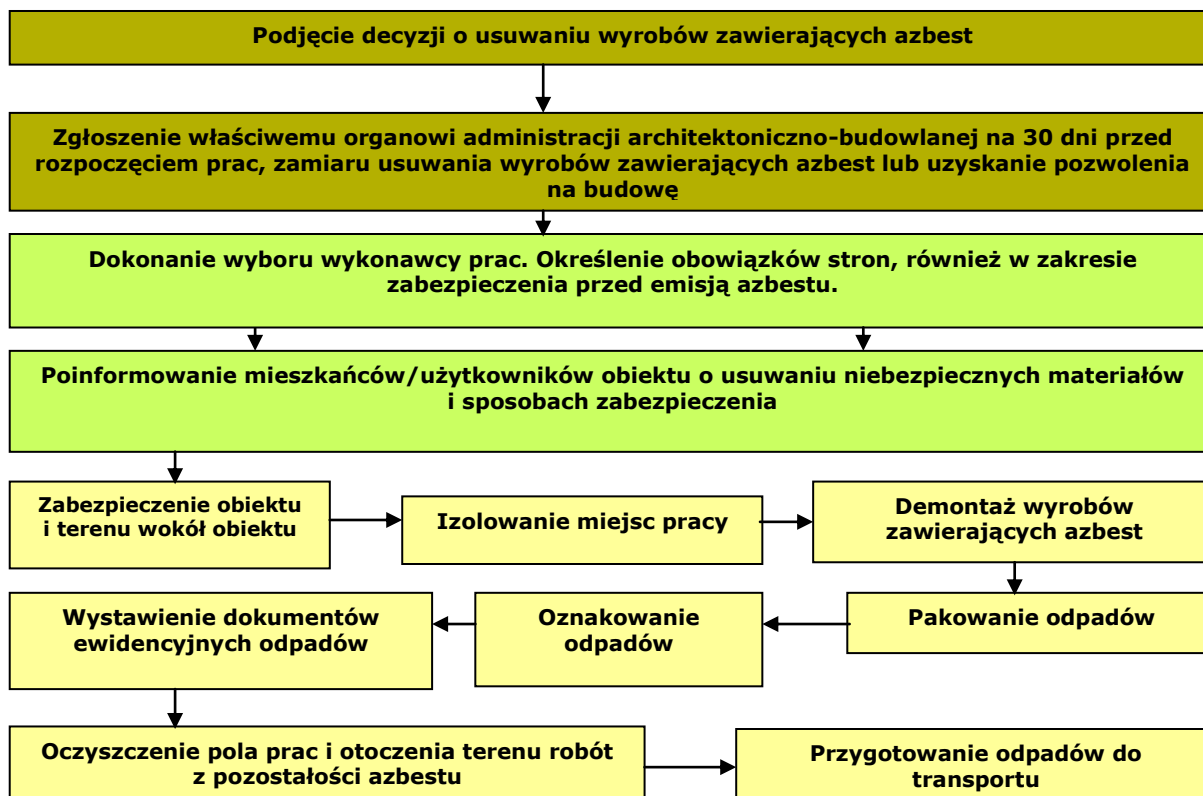 Podjęcie decyzji o usuwaniu wyrobów zawierających azbest
Zgłoszenie właściwemu organowi administracji architektoniczno-budowlanej na 30 dni przed
rozpoczęciem prac, zamiaru usuwania wyrobów zawierających azbest lub uzyskanie pozwolenia
na budowę
Dokonanie wyboru wykonawcy prac. Określenie obowiązków stron, również w zakresie
zabezpieczenia przed emisją azbestu.
Poinformowanie mieszkańców/użytkowników obiektu o usuwaniu niebezpiecznych materiałów
i sposobach zabezpieczenia
Zabezpieczenie obiektu
i terenu wokół obiektu
Izolowanie miejsc pracy
Demontaż wyrobów
zawierających azbest
Pakowanie odpadów
Oznakowanie
odpadów
Wystawienie dokumentów
ewidencyjnych odpadów
Oczyszczenie pola prac i otoczenia terenu robót
z pozostałości azbestu
Przygotowanie odpadów do
transportu